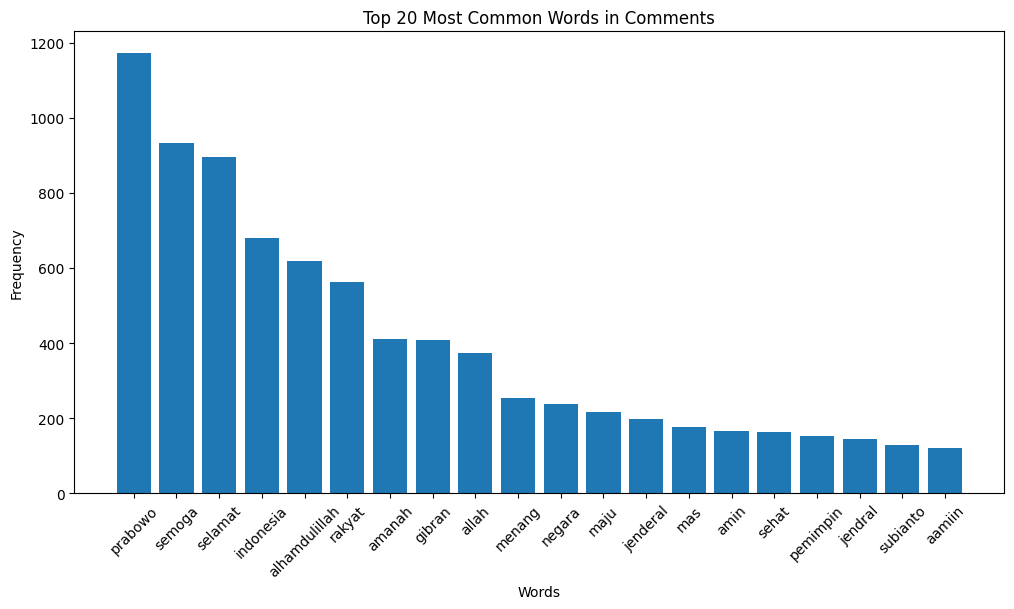 Top 20 Most Common Words in Comments
1200
1000
800
600
400
200
0
Frequency
prabowo
semoga
selamat
indonesia
alhamdulillah
rakyat
amanah
gibran
allah
menang
negara
maju
jenderal
mas
amin
sehat
pemimpin
jendral
subianto
aamiin
Words